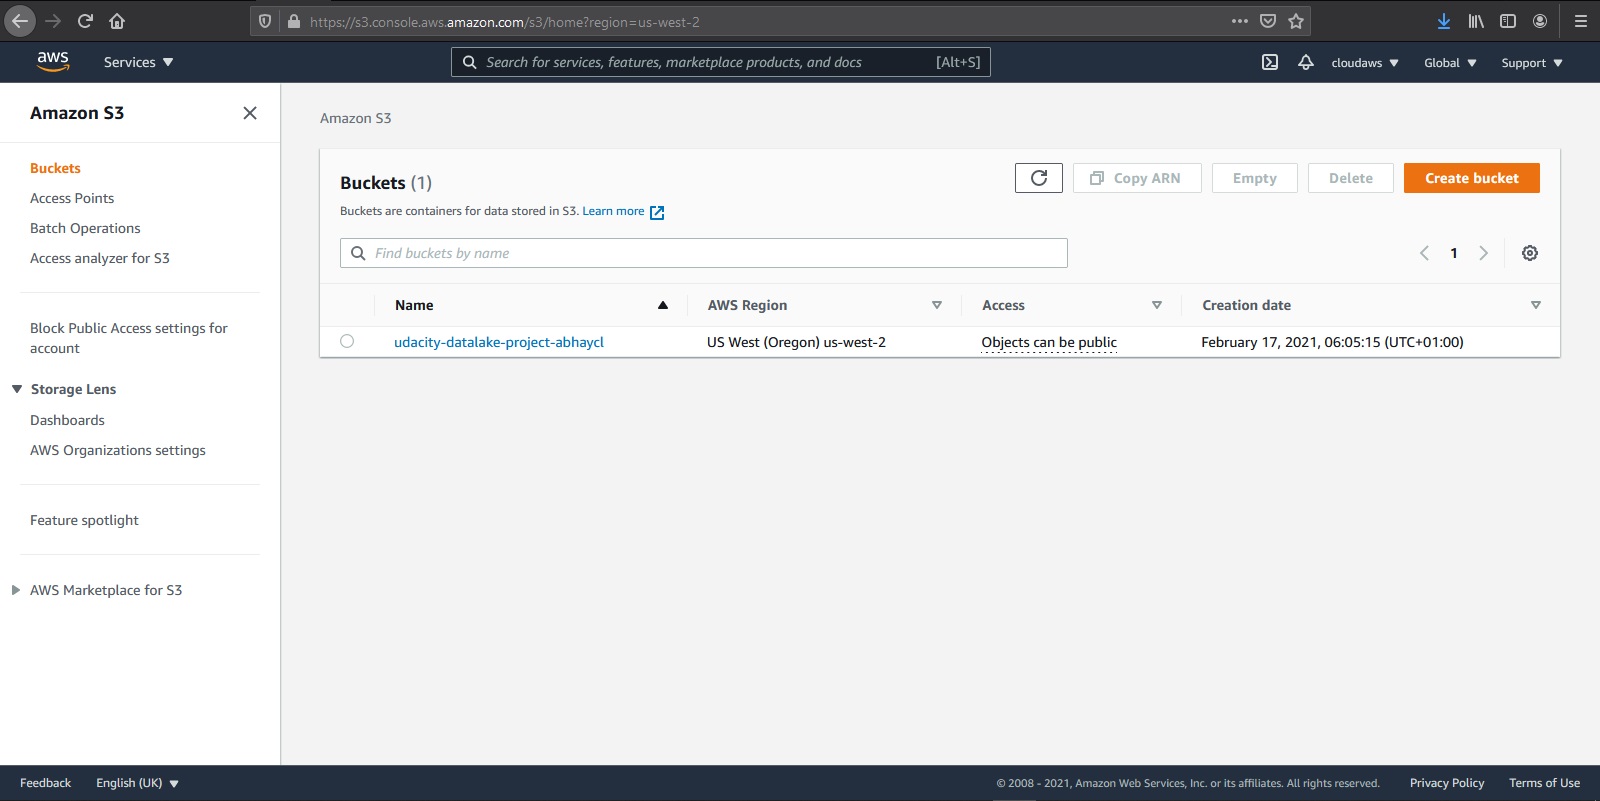 https://s3.console.aws.amazon.com/s3/home?region=us-west-2
aws
Services
Search for services, features, marketplace products, and docs [Alt+S]
cloudaws
Global
Support
Amazon S3
Buckets
Access Points
Batch Operations
Access analyzer for S3
Block Public Access settings for
account
Storage Lens
Dashboards
AWS Organizations settings
Feature spotlight
AWS Marketplace for S3
Amazon S3
Buckets (1)
Copy ARN
Empty
Delete
Create bucket
Buckets are containers for data stored in S3. Learn more
Find buckets by name
1
Name AWS Region Access Creation date
udacity-datalake-project-abhaycl US West (Oregon) us-west-2 Objects can be public February 17, 2021, 06:05:15 (UTC+01:00)
Feedback English (UK) © 2008 - 2021, Amazon Web Services, Inc. or its affiliates. All rights reserved. Privacy Policy Terms of Use